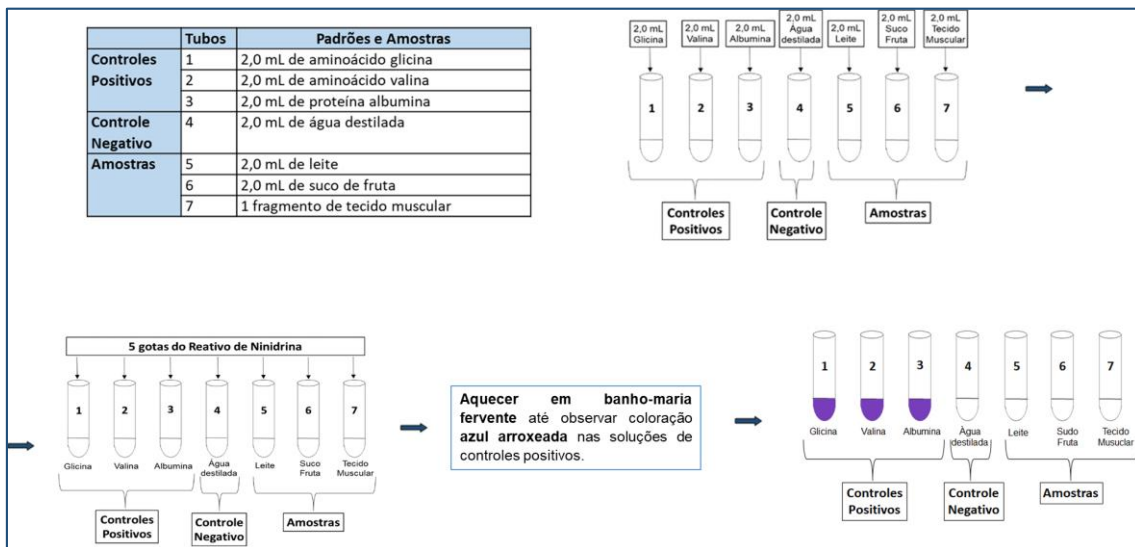 Tubos Padrões e Amostras
Controles Positivos 1 2,0 mL de aminoácido glicina
2 2,0 mL de aminoácido valina
3 2,0 mL de proteína albumina
Controle Negativo 4 2,0 mL de água destilada
Amostras 5 2,0 mL de leite
6 2,0 mL de suco de fruta
7 1 fragmento de tecido muscular
2,0 mL Glicina
2,0 mL Valina
2,0 mL Albumina
2,0 mL Água destilada
2,0 mL Leite
2,0 mL Suco Fruta
2,0 mL Tecido Muscular
1 2 3 4 5 6 7
Controles Positivos
Controle Negativo
Amostras
5 gotas do Reativo de Ninidrina
1 2 3 4 5 6 7
Glicina Valina Albumina Água destilada Leite Suco Fruta Tecido Muscular
Controles Positivos
Controle Negativo
Amostras
Aquecer em banho-maria
fervente até observar coloração
azul arroxeada nas soluções de
controles positivos.
1 2 3 4 5 6 7
Glicina Valina Albumina Água destilada Leite Sudo Fruta Tecido Musuclar
Controles Positivos
Controle Negativo
Amostras